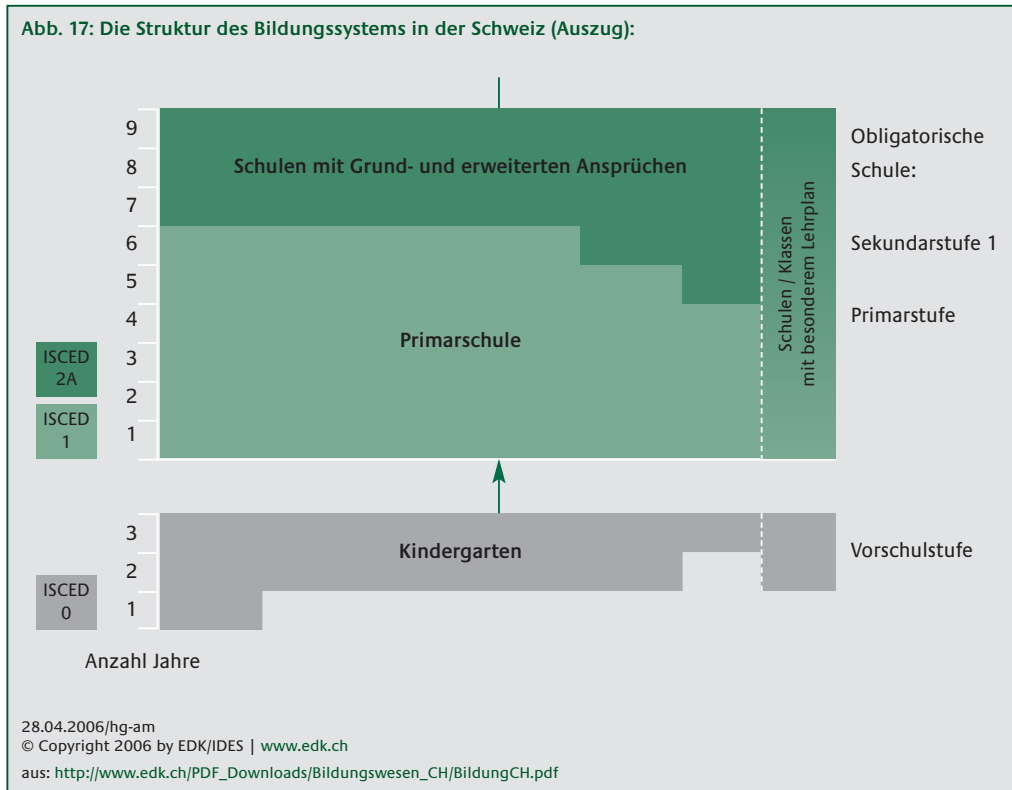 Abb. 17: Die Struktur des Bildungssystems in der Schweiz (Auszug):
9
8
7
6
5
4
3
2
1
Schulen mit Grund- und erweiterten Ansprüchen
Primarschule
Schulen / Klassen
mit besonderem Lehrplan
Obligatorische
Schule:
Sekundarstufe 1
Primarstufe
ISCED
2A
ISCED
1
3
2
1
Kindergarten
Vorschulstufe
ISCED
0
Anzahl Jahre
28.04.2006/hg-am
© Copyright 2006 by EDK/IDES | www.edk.ch
aus: http://www.edk.ch/PDF_Downloads/Bildungswesen_CH/BildungCH.pdf